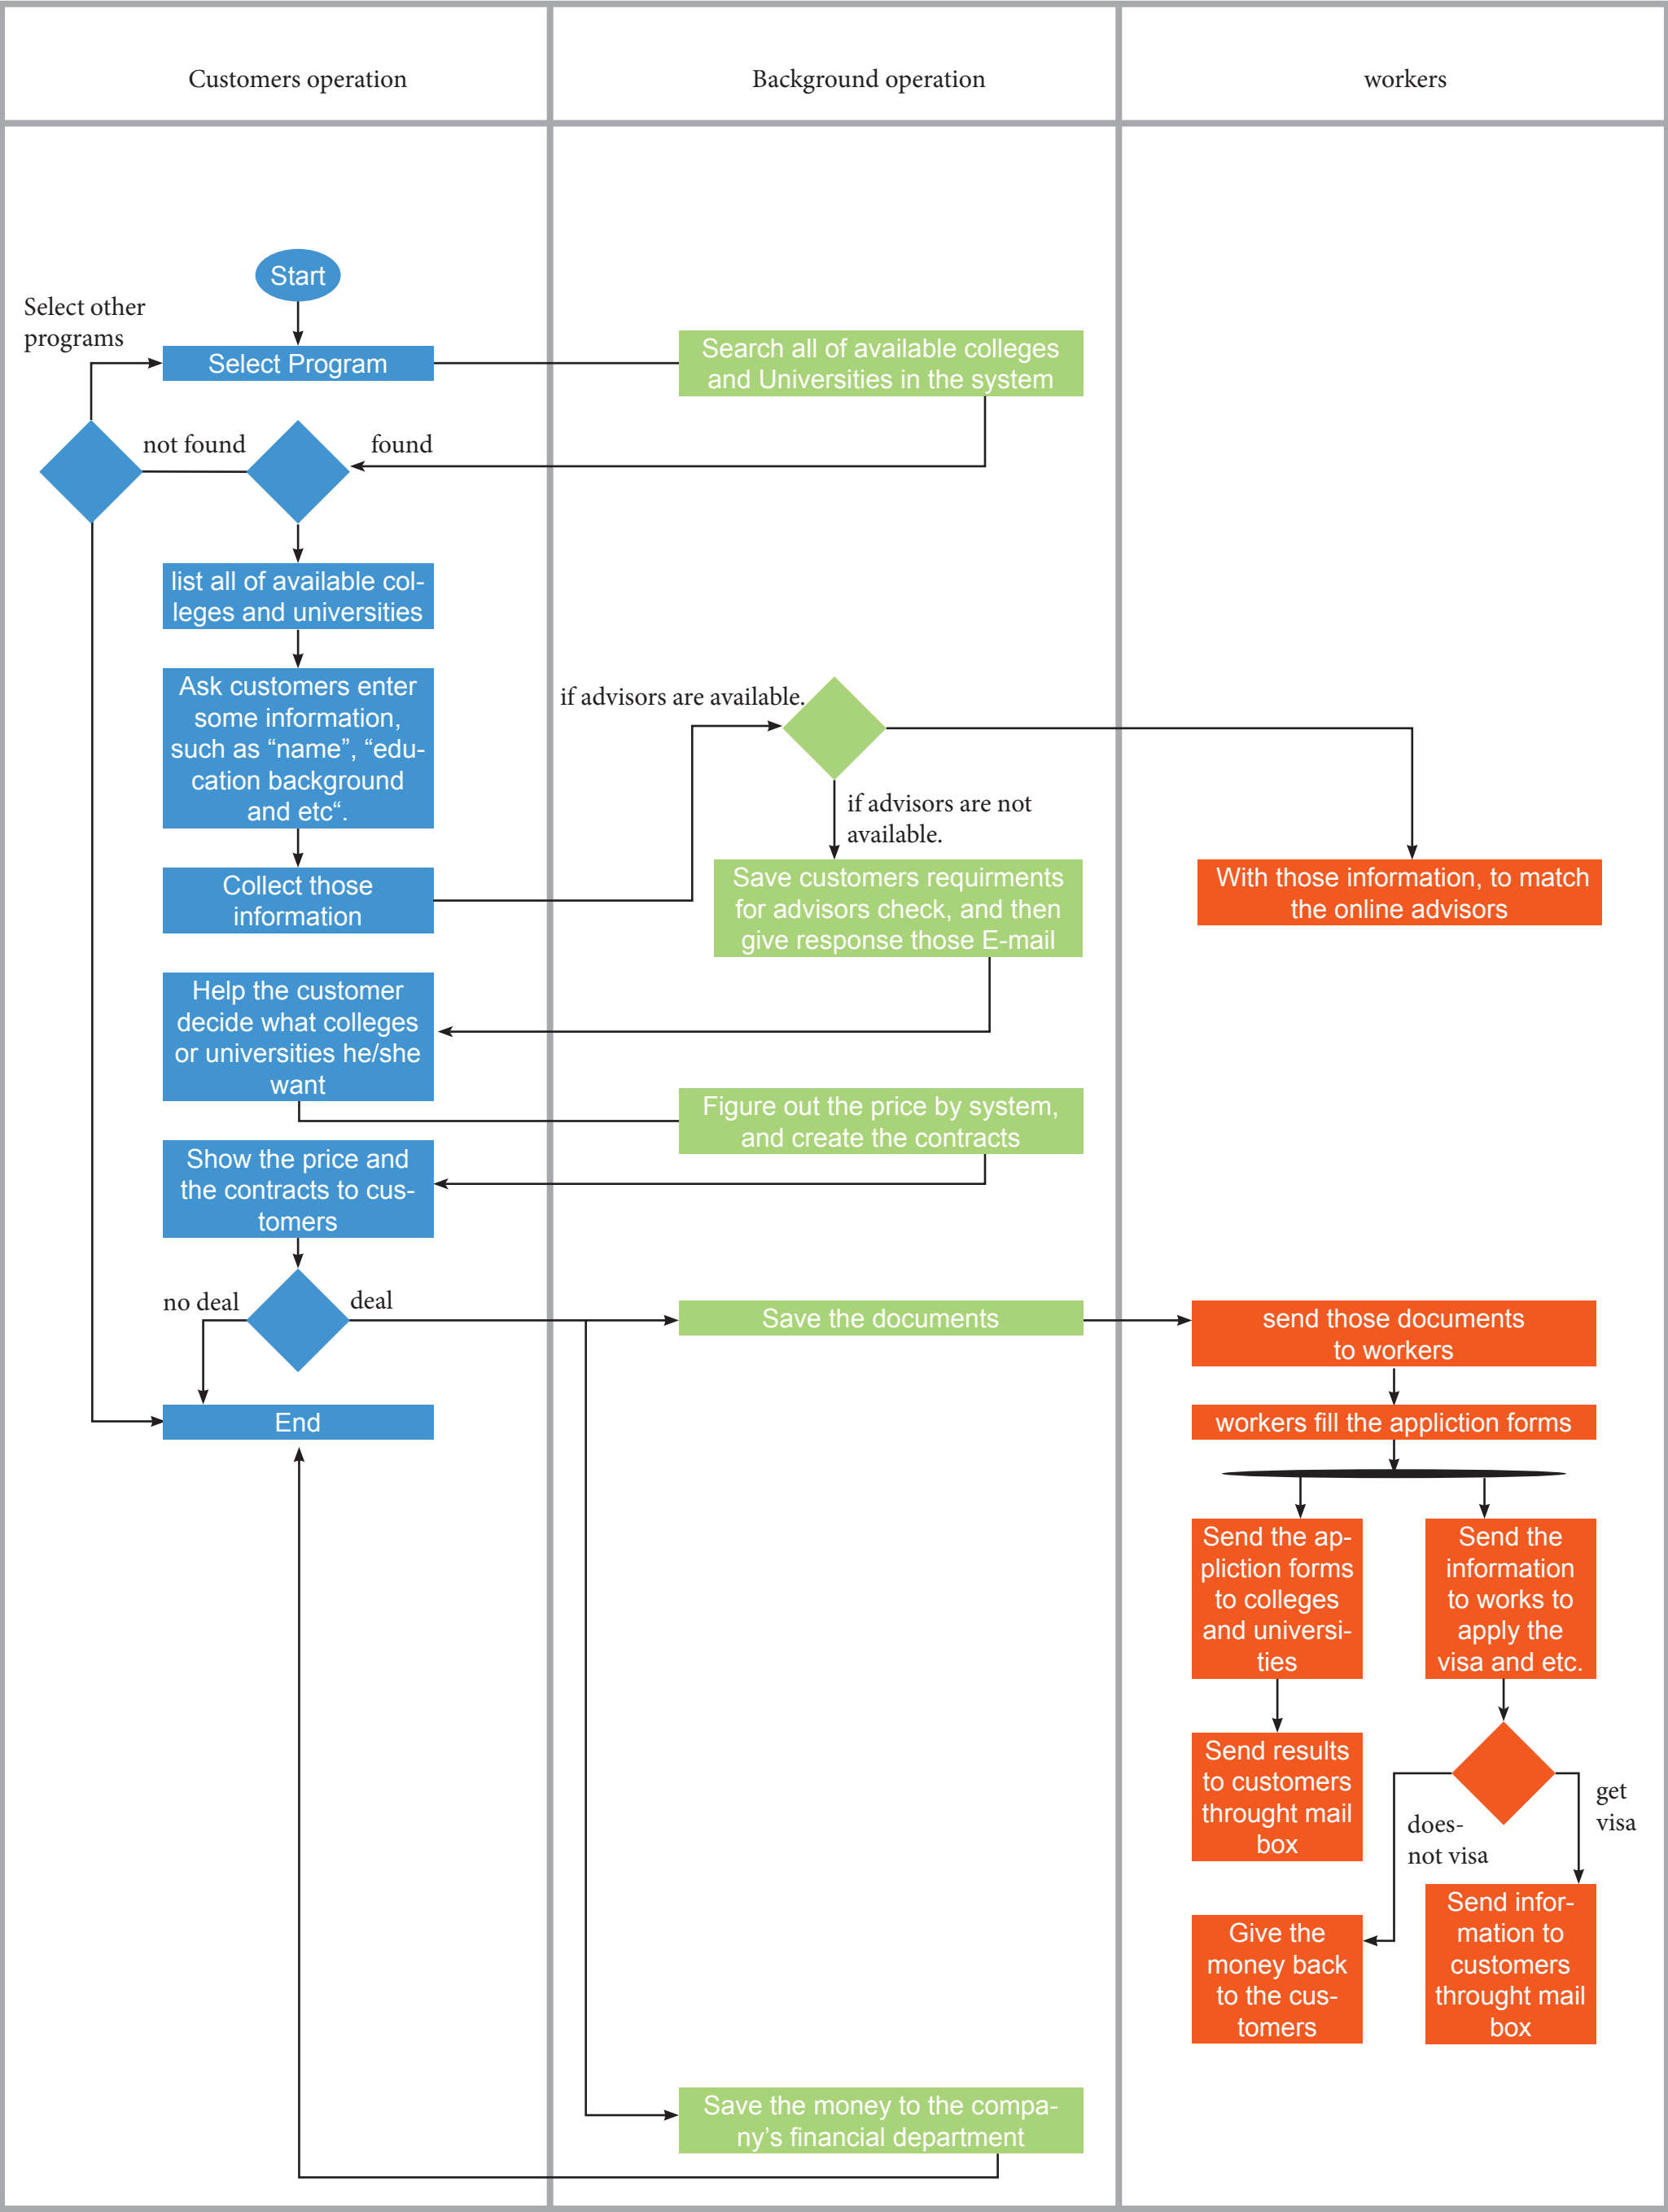 Customers operation
Background operation
workers
Start
Select other
programs
Select Program
Search all of available colleges
and Universities in the system
not found
found
list all of available col-
leges and universities
Ask customers enter
some information,
such as “name”, “edu-
cation background
and etc“.
if advisors are available.
if advisors are not
available.
Collect those
information
Save customers requirments
for advisors check, and then
give response those E-mail
With those information, to match
the online advisors
Help the customer
decide what colleges
or universities he/she
want
Figure out the price by system,
and create the contracts
Show the price and
the contracts to cus-
tomers
no deal
deal
Save the documents
send those documents
to workers
End
workers fill the appliction forms
Send the ap-
pliction forms
to colleges
and universi-
ties
Send the
information
to works to
apply the
visa and etc.
Send results
to customers
throught mail
box
does-
not visa
get
visa
Give the
money back
to the cus-
tomers
Send infor-
mation to
customers
throught mail
box
Save the money to the compa-
ny’s financial department